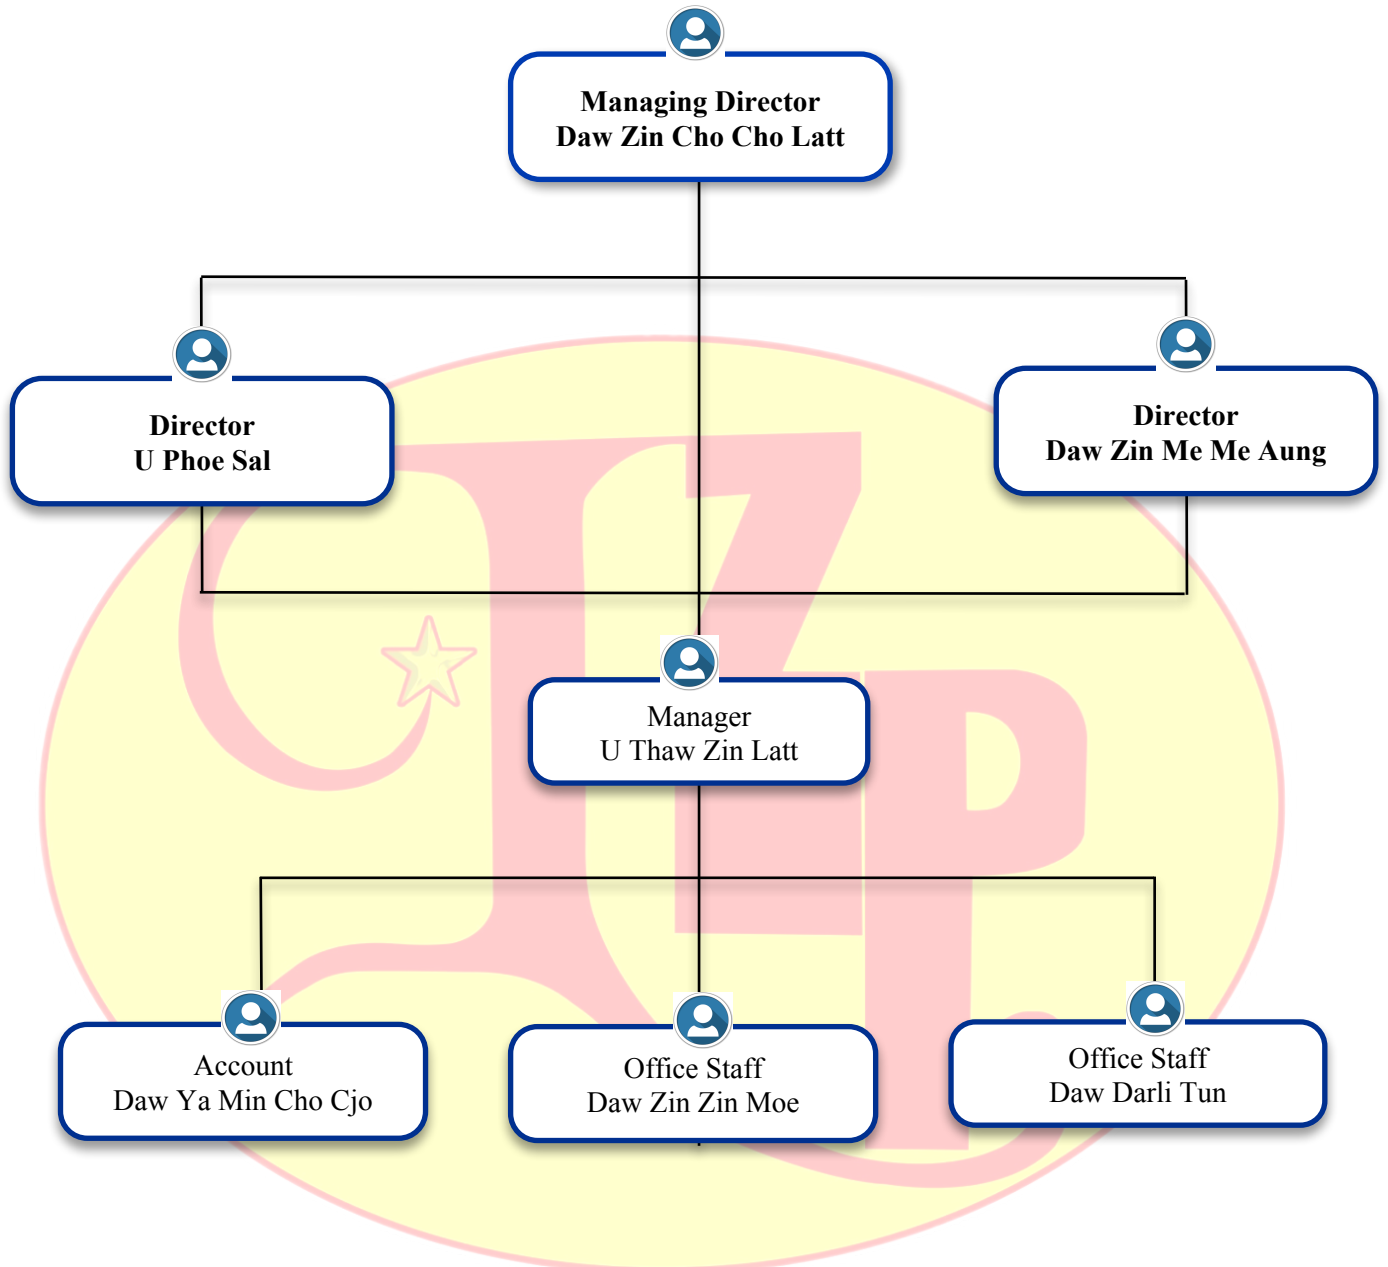 Managing Director
Daw Zin Cho Cho Latt
Director
U Phoe Sal
Director
Daw Zin Me Me Aung
Manager
U Thaw Zin Latt
Account
Daw Ya Min Cho Cjo
Office Staff
Daw Zin Zin Moe
Office Staff
Daw Darli Tun